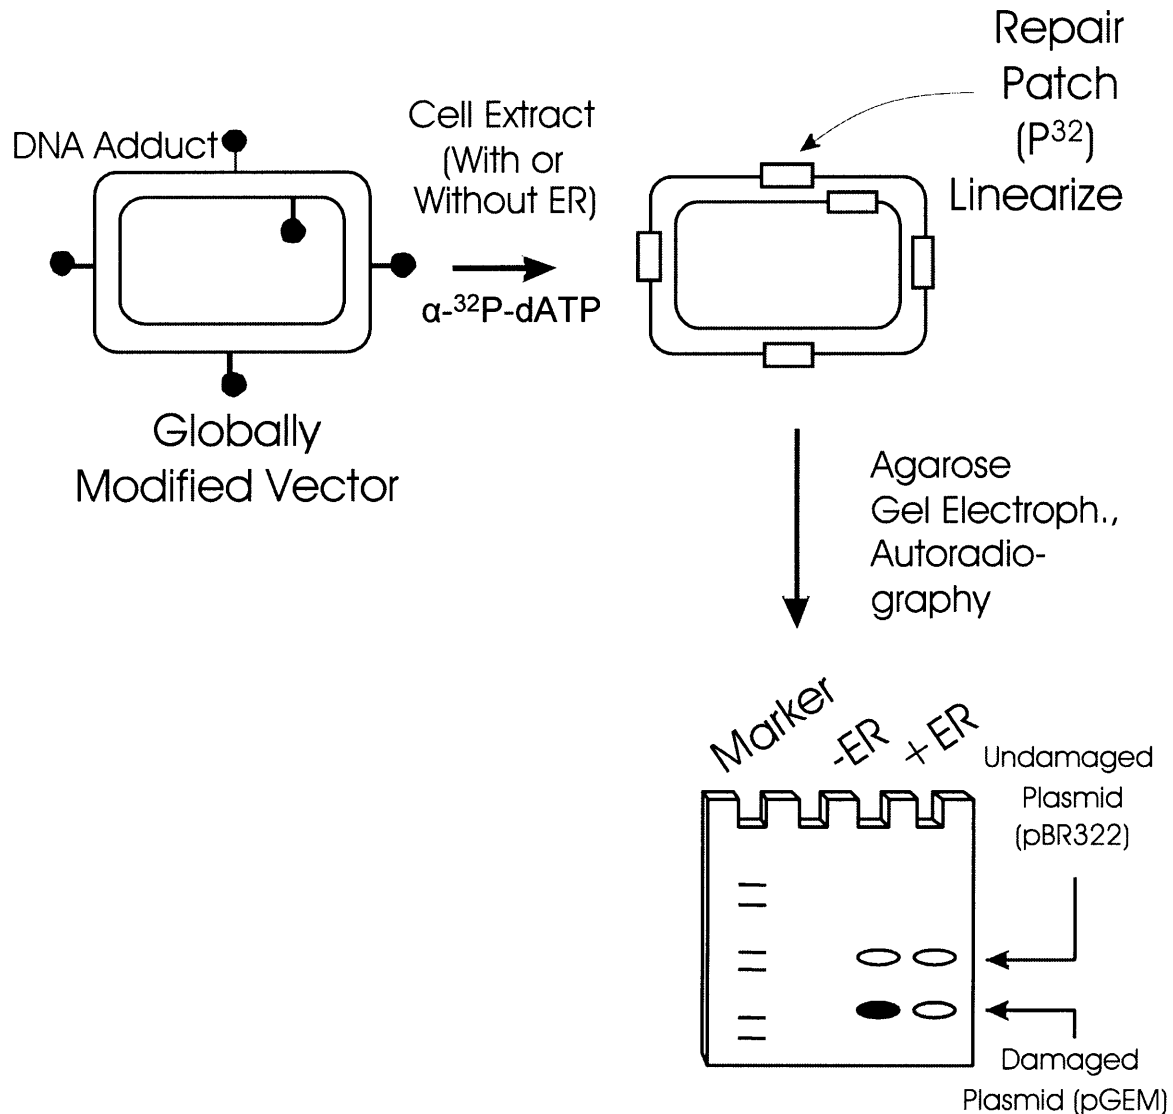 DNA Adduct
Cell Extract
(With or
Without ER)
α-³²P-dATP
Globally
Modified Vector
Repair
Patch
(P³²)
Linearize
Agarose
Gel Electroph.,
Autoradio-
graphy
Marker
-ER
+ ER
Undamaged
Plasmid
(pBR322)
Damaged
Plasmid (pGEM)